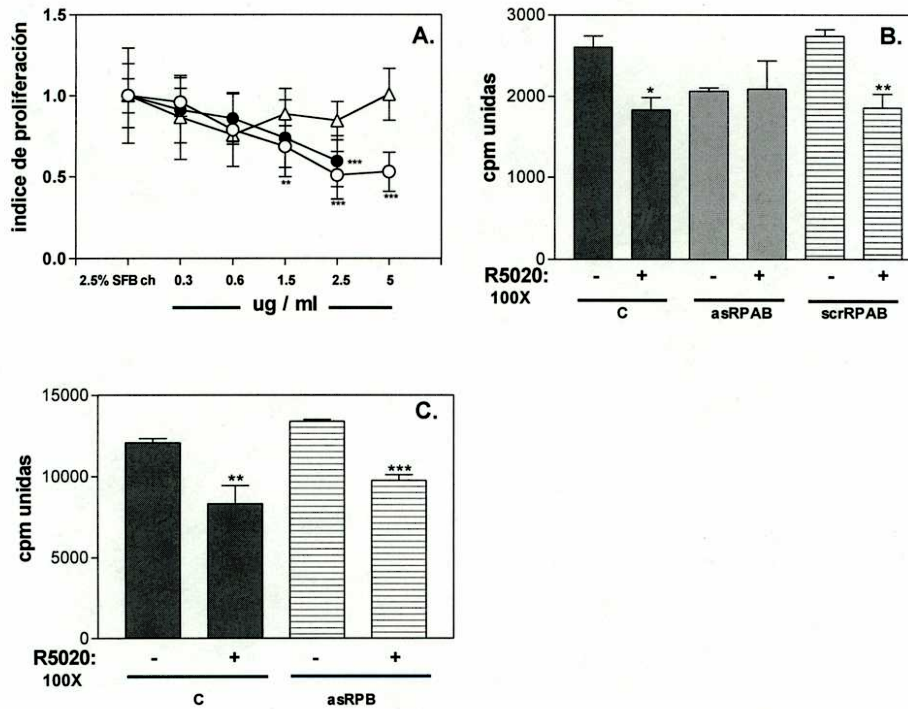 A.
indice de proliferación
1.5
1.0
0.5
0.0
***
**
***
***
2.5% SFB ch
0.3
0.6
1.5
2.5
5
ug / ml
B.
cpm unidas
3000
2000
1000
0
*
**
R5020:
100X
- + - + - +
C asRPAB scrRPAB
C.
cpm unidas
15000
10000
5000
0
**
***
R5020:
100X
- + - +
C asRPB